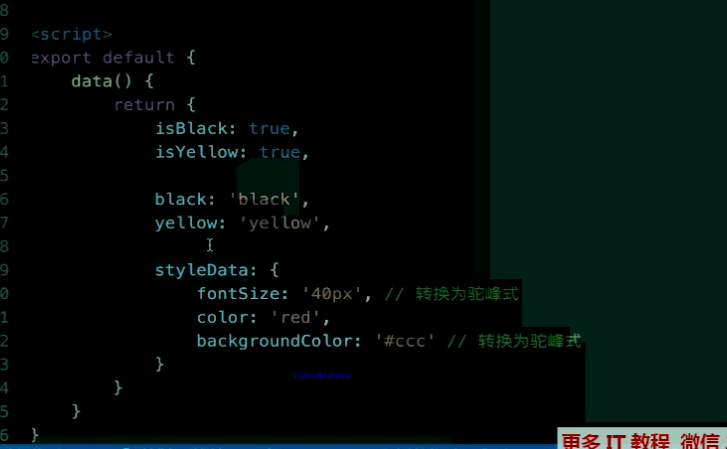 8
9 <script>
0 export default {
1 data() {
2 return {
3 isBlack: true,
4 isYellow: true,
5
6 black: 'black',
7 yellow: 'yellow',
8
9 styleData: {
0 fontSize: '40px', // 转换为驼峰式
1 color: 'red',
2 backgroundColor: '#ccc' // 转换为驼峰式
3 }
4 }
5 }
6 }
更多 IT 教程 微信